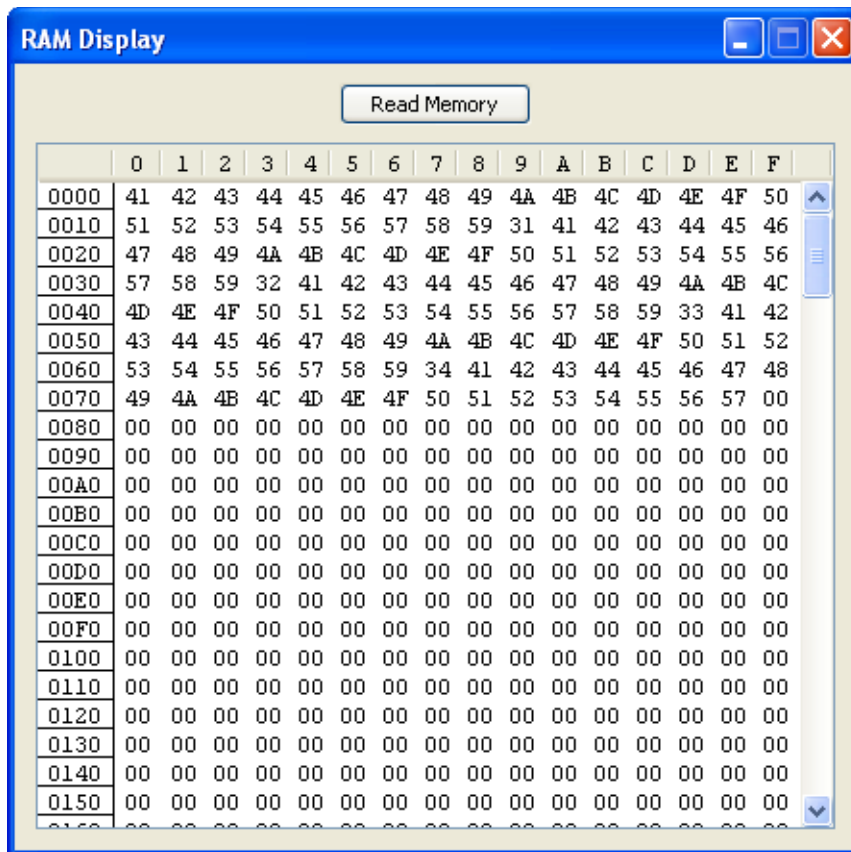 RAM Display
Read Memory
0 1 2 3 4 5 6 7 8 9 A B C D E F
0000 41 42 43 44 45 46 47 48 49 4A 4B 4C 4D 4E 4F 50
0010 51 52 53 54 55 56 57 58 59 31 41 42 43 44 45 46
0020 47 48 49 4A 4B 4C 4D 4E 4F 50 51 52 53 54 55 56
0030 57 58 59 32 41 42 43 44 45 46 47 48 49 4A 4B 4C
0040 4D 4E 4F 50 51 52 53 54 55 56 57 58 59 33 41 42
0050 43 44 45 46 47 48 49 4A 4B 4C 4D 4E 4F 50 51 52
0060 53 54 55 56 57 58 59 34 41 42 43 44 45 46 47 48
0070 49 4A 4B 4C 4D 4E 4F 50 51 52 53 54 55 56 57 00
0080 00 00 00 00 00 00 00 00 00 00 00 00 00 00 00 00
0090 00 00 00 00 00 00 00 00 00 00 00 00 00 00 00 00
00A0 00 00 00 00 00 00 00 00 00 00 00 00 00 00 00 00
00B0 00 00 00 00 00 00 00 00 00 00 00 00 00 00 00 00
00C0 00 00 00 00 00 00 00 00 00 00 00 00 00 00 00 00
00D0 00 00 00 00 00 00 00 00 00 00 00 00 00 00 00 00
00E0 00 00 00 00 00 00 00 00 00 00 00 00 00 00 00 00
00F0 00 00 00 00 00 00 00 00 00 00 00 00 00 00 00 00
0100 00 00 00 00 00 00 00 00 00 00 00 00 00 00 00 00
0110 00 00 00 00 00 00 00 00 00 00 00 00 00 00 00 00
0120 00 00 00 00 00 00 00 00 00 00 00 00 00 00 00 00
0130 00 00 00 00 00 00 00 00 00 00 00 00 00 00 00 00
0140 00 00 00 00 00 00 00 00 00 00 00 00 00 00 00 00
0150 00 00 00 00 00 00 00 00 00 00 00 00 00 00 00 00